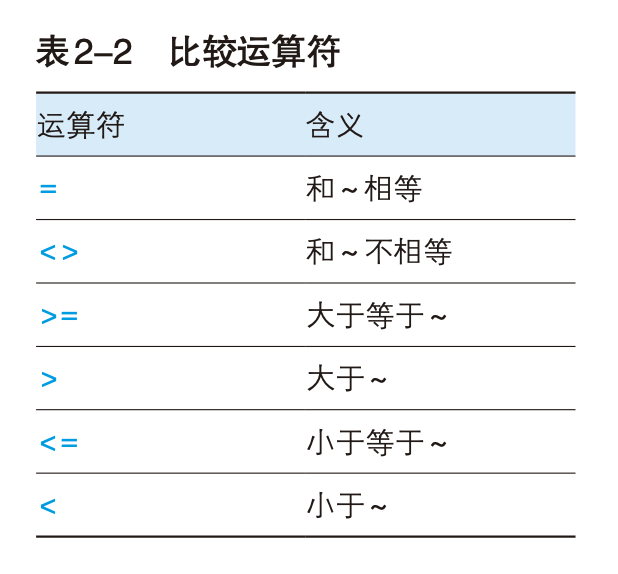 表2–2 比较运算符
运算符 含义
= 和~相等
<> 和~不相等
>= 大于等于~
> 大于~
<= 小于等于~
< 小于~